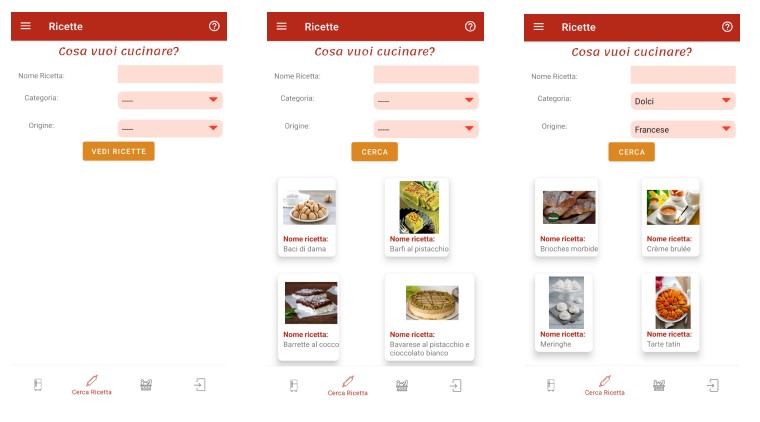 Ricette
Cosa vuoi cucinare?
Nome Ricetta:
Categoria:
----
Origine:
----
VEDI RICETTE
Cerca Ricetta
Ricette
Cosa vuoi cucinare?
Nome Ricetta:
Categoria:
----
Origine:
----
CERCA
Nome ricetta:
Baci di dama
Nome ricetta:
Barfi al pistacchio
Nome ricetta:
Barrette al cocco
Nome ricetta:
Bavarese al pistacchio e
cioccolato bianco
Cerca Ricetta
Ricette
Cosa vuoi cucinare?
Nome Ricetta:
Categoria:
Dolci
Origine:
Francese
CERCA
Nome ricetta:
Brioches morbide
Nome ricetta:
Crème brulée
Nome ricetta:
Meringhe
Nome ricetta:
Tarte tatin
Cerca Ricetta